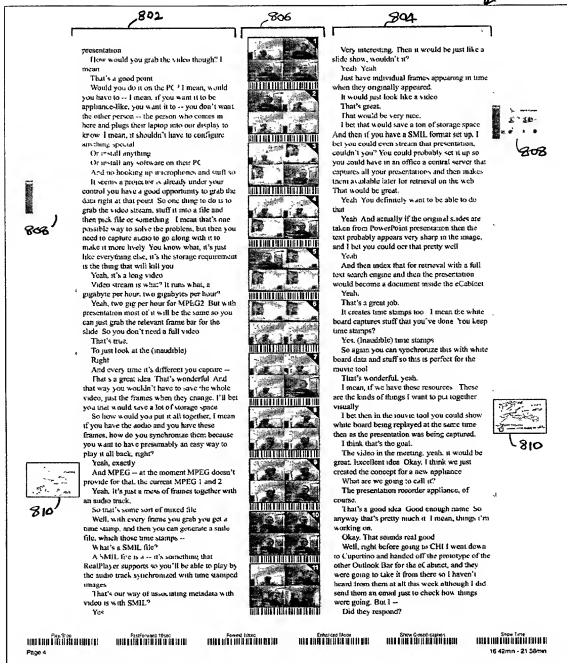 802
806
804
presentation
How would you grab the video though? I
mean
That's a good point
Would you do it on the PC? I mean, would
you have to -- I mean, if you want it to be
appliance-like, you want it to -- you don't want
the other person -- the person who comes in
here and plugs their laptop into our display to
know I mean, it shouldn't have to configure
anything special
Or install anything
Or install any software on their PC
And no hooking up microphones and stuff so
It seems a projector is already under your
control you have a good opportunity to grab the
data right at that point So one thing to do is to
grab the video stream, stuff it into a file and
then pick file or something I mean that's one
possible way to solve the problem, but then you
need to capture audio to go along with it to
make it more lively You know what, it's just
like everything else, it's the storage requirement
is the thing that will kill you
Yeah, it's a long video
Video stream is what? It runs what, a
gigabyte per hour, two gigabytes per hour?
Yeah, two gig per hour for MPEG2 But with
presentation most of it will be the same so you
can just grab the relevant frame bar for the
slide So you don't need a full video
That's true.
To just look at the (inaudible)
Right
And every time it's different you capture --
That's a great idea That's wonderful And
that way you wouldn't have to save the whole
video, just the frames when they change. I'll bet
you that would save a lot of storage space
So how would you put it all together, I mean
if you have the audio and you have these
frames, how do you synchronize them because
you want to have presumably an easy way to
play it all back, right?
Yeah, exactly
And MPEG -- at the moment MPEG doesn't
provide for that, the current MPEG 1 and 2
Yeah. It's just a mess of frames together with
an audio track.
So that's some sort of mixed file
Well, with every frame you grab you get a
time stamp, and then you can generate a smile
file, which those time stamps --
What's a SMIL file?
A SMIL file is a -- it's something that
RealPlayer supports so you'll be able to play by
the audio track synchronized with time stamped
images
That's our way of associating metadata with
video is with SMIL?
Yes
808
810
1
2
3
4
5
6
7
8
9
10
11
Very interesting. Then it would be just like a
slide show, wouldn't it?
Yeah Yeah
Just have individual frames appearing in time
when they originally appeared.
It would just look like a video
That's great.
That would be very nice.
I bet that would save a ton of storage space
And then if you have a SMIL format set up, I
bet you could even stream that presentation,
couldn't you? You could probably set it up so
you could have in an office a central server that
captures all your presentations and then makes
them available later for retrieval on the web
That would be great.
Yeah You definitely want to be able to do
that
Yeah And actually if the original slides are
taken from PowerPoint presentation then the
text probably appears very sharp in the image,
and I bet you could ocr that pretty well
Yeah
And then index that for retrieval with a full
text search engine and then the presentation
would become a document inside the eCabinet
Yeah.
That's a great job.
It creates time stamps too I mean the white
board captures stuff that you've done You keep
time stamps?
Yes. (Inaudible) time stamps
So again you can synchronize this with white
board data and stuff so this is perfect for the
movie tool
That's wonderful, yeah.
I mean, if we have these resources These
are the kinds of things I want to put together
visually
I bet then in the movie tool you could show
white board being replayed at the same time
then as the presentation was being captured.
I think that's the goal.
The video in the meeting, yeah, it would be
great. Excellent idea Okay, I think we just
created the concept for a new appliance
What are we going to call it?
The presentation recorder appliance, of
course.
That's a good idea Good enough name So
anyway that's pretty much it I mean, things I'm
working on.
Okay. That sounds real good
Well, right before going to CHI I went down
to Cupertino and handed off the prototype of the
other Outlook Bar for the eCabinet, and they
were going to take it from there so I haven't
heard from them at all this week although I did
send them an email just to check how things
were going. But I --
Did they respond?
808
810
Play/Stop
FastForward 10sec
Rewind 10sec
Enhanced Mode
Show Closed-caption
Show Time
Page 4
16 42mn - 21 58mn